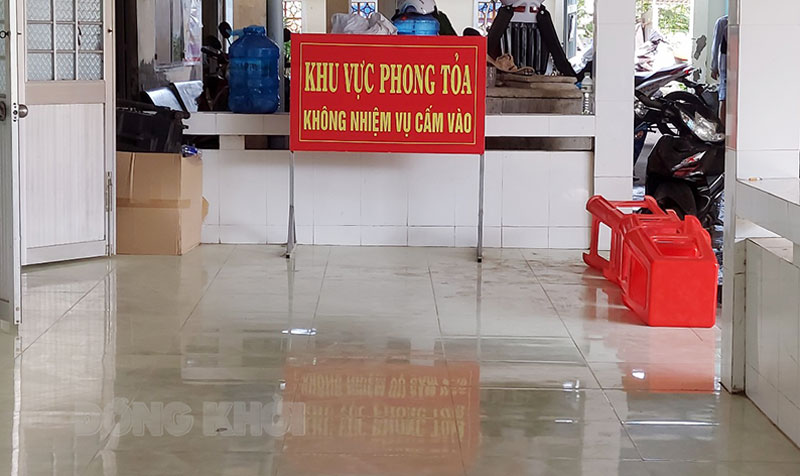 KHU VỰC PHONG TỎA
KHÔNG NHIỆM VỤ CẤM VÀO
ĐỒNG KHỞI